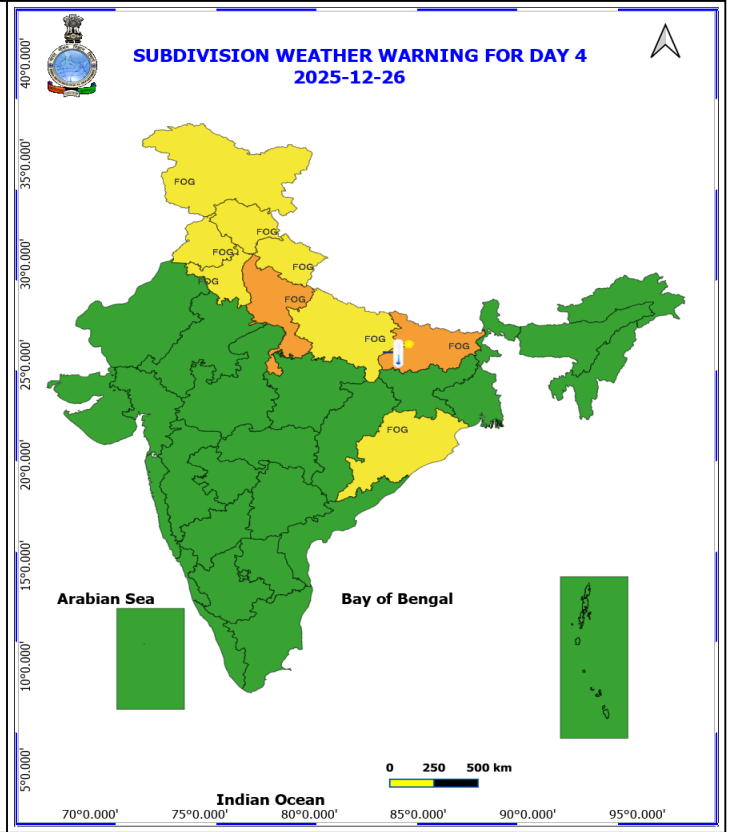 SUBDIVISION WEATHER WARNING FOR DAY 4
2025-12-26
40°0.000'
35°0.000'
30°0.000'
25°0.000'
20°0.000'
15°0.000'
10°0.000'
5°0.000'
FOG
FOG
FOG
FOG
FOG
FOG
FOG
FOG
FOG
Arabian Sea
Bay of Bengal
0 250 500 km
Indian Ocean
70°0.000' 75°0.000' 80°0.000' 85°0.000' 90°0.000' 95°0.000'